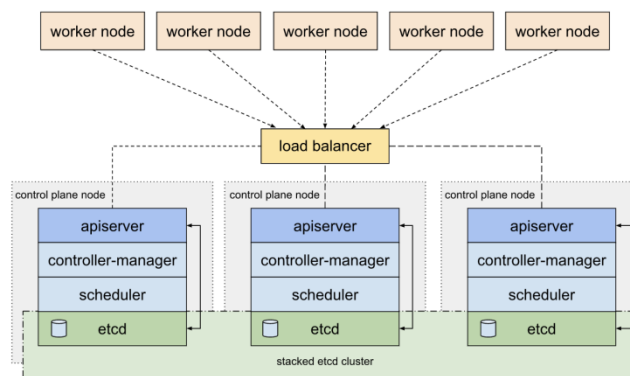 worker node
worker node
worker node
worker node
worker node
load balancer
control plane node
control plane node
control plane node
apiserver
controller-manager
scheduler
etcd
apiserver
controller-manager
scheduler
etcd
apiserver
controller-manager
scheduler
etcd
stacked etcd cluster